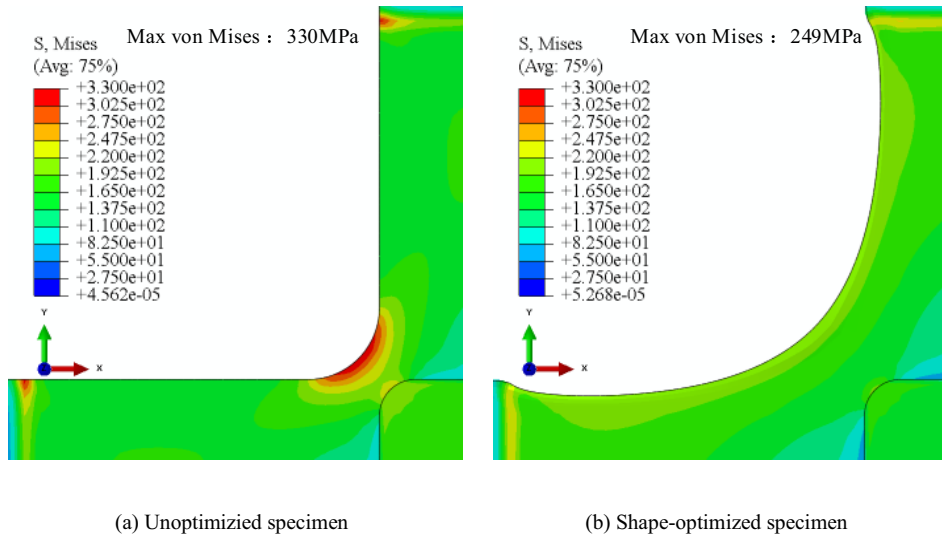 Max von Mises： 330MPa
S, Mises
(Avg: 75%)
+3.300e+02
+3.025e+02
+2.750e+02
+2.475e+02
+2.200e+02
+1.925e+02
+1.650e+02
+1.375e+02
+1.100e+02
+8.250e+01
+5.500e+01
+2.750e+01
+4.562e-05
Y
X
(a) Unoptimizied specimen
Max von Mises： 249MPa
S, Mises
(Avg: 75%)
+3.300e+02
+3.025e+02
+2.750e+02
+2.475e+02
+2.200e+02
+1.925e+02
+1.650e+02
+1.375e+02
+1.100e+02
+8.250e+01
+5.500e+01
+2.750e+01
+5.268e-05
Y
X
(b) Shape-optimized specimen